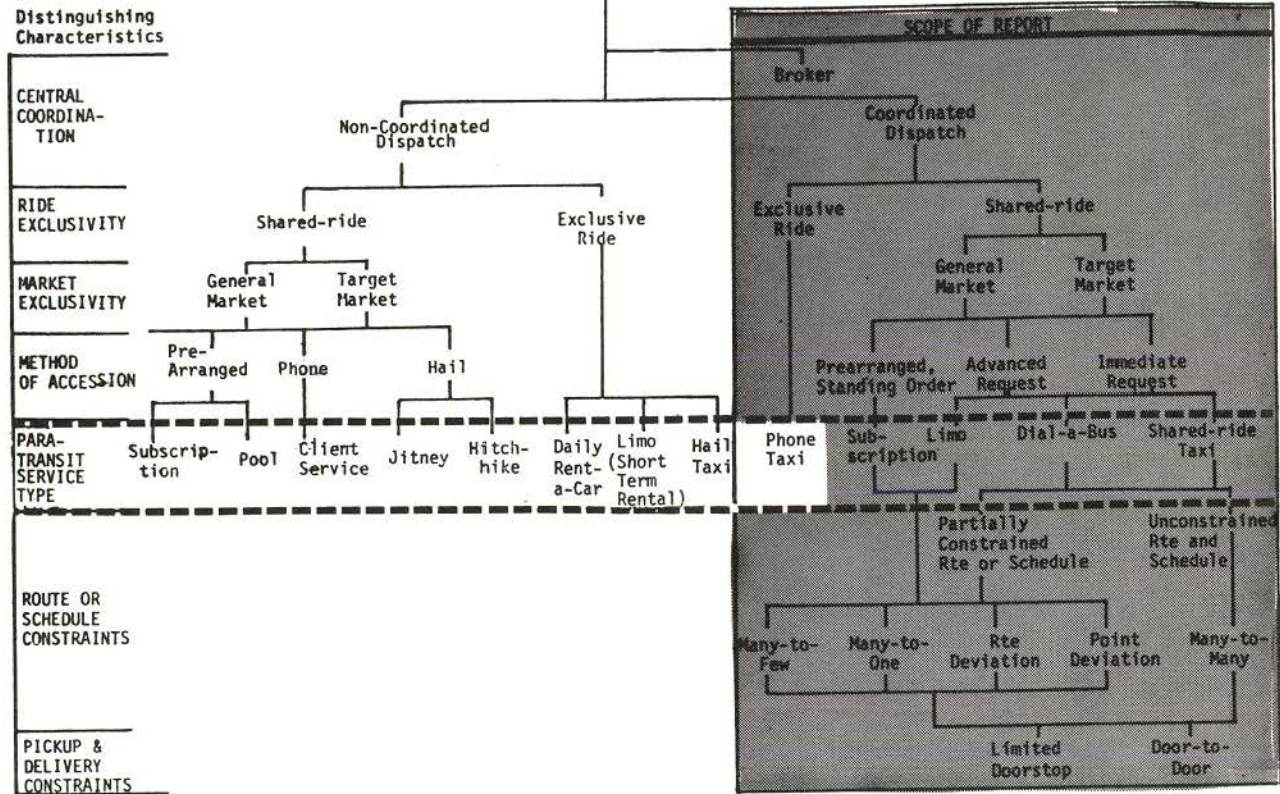 Distinguishing
Characteristics
SCOPE OF REPORT
CENTRAL
COORDINA-
TION
Broker
Non-Coordinated
Dispatch
Coordinated
Dispatch
RIDE
EXCLUSIVITY
Shared-ride
Exclusive
Ride
Exclusive
Ride
Shared-ride
MARKET
EXCLUSIVITY
General
Market
Target
Market
General
Market
Target
Market
METHOD
OF ACCESSION
Pre-
Arranged
Phone
Hail
Prearranged,
Standing Order
Advanced
Request
Immediate
Request
PARA-
TRANSIT
SERVICE
TYPE
Subscrip-
tion
Pool
Client
Service
Jitney
Hitch-
hike
Daily
Rent-
a-Car
Limo
(Short
Term
Rental)
Hail
Taxi
Phone
Taxi
Sub-
scription
Limo
Dial-a-Bus
Shared-ride
Taxi
ROUTE OR
SCHEDULE
CONSTRAINTS
Partially
Constrained
Rte or Schedule
Unconstrained
Rte and
Schedule
Many-to-
Few
Many-to-
One
Rte
Deviation
Point
Deviation
Many-to-
Many
PICKUP &
DELIVERY
CONSTRAINTS
Limited
Doorstop
Door-to-
Door